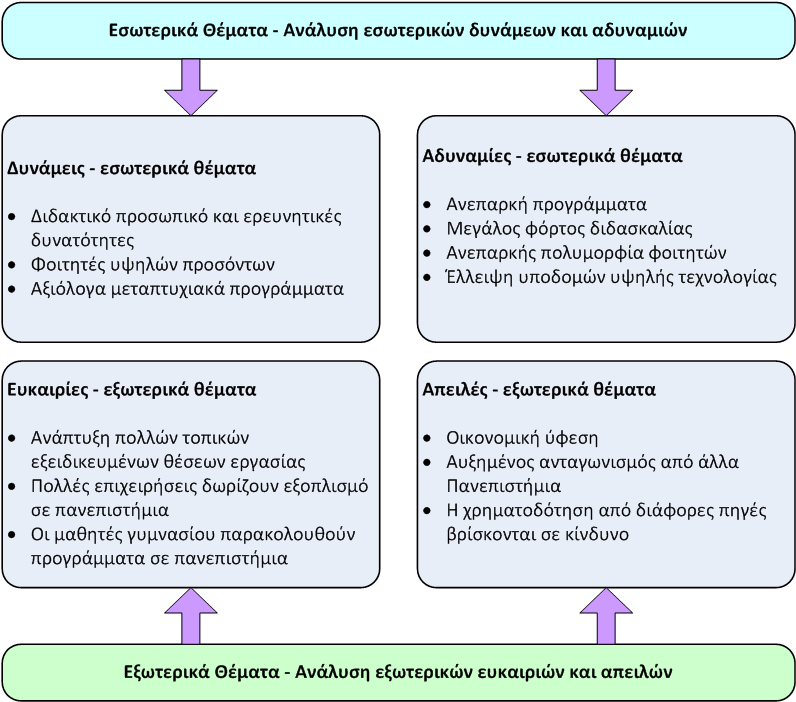 Εσωτερικά Θέματα - Ανάλυση εσωτερικών δυνάμεων και αδυναμιών
Δυνάμεις - εσωτερικά θέματα
• Διδακτικό προσωπικό και ερευνητικές
δυνατότητες
• Φοιτητές υψηλών προσόντων
• Αξιόλογα μεταπτυχιακά προγράμματα
Αδυναμίες - εσωτερικά θέματα
• Ανεπαρκή προγράμματα
• Μεγάλος φόρτος διδασκαλίας
• Ανεπαρκής πολυμορφία φοιτητών
• Έλλειψη υποδομών υψηλής τεχνολογίας
Ευκαιρίες - εξωτερικά θέματα
• Ανάπτυξη πολλών τοπικών
εξειδικευμένων θέσεων εργασίας
• Πολλές επιχειρήσεις δωρίζουν εξοπλισμό
σε πανεπιστήμια
• Οι μαθητές γυμνασίου παρακολουθούν
προγράμματα σε πανεπιστήμια
Απειλές - εξωτερικά θέματα
• Οικονομική ύφεση
• Αυξημένος ανταγωνισμός από άλλα
Πανεπιστήμια
• Η χρηματοδότηση από διάφορες πηγές
βρίσκονται σε κίνδυνο
Εξωτερικά Θέματα - Ανάλυση εξωτερικών ευκαιριών και απειλών